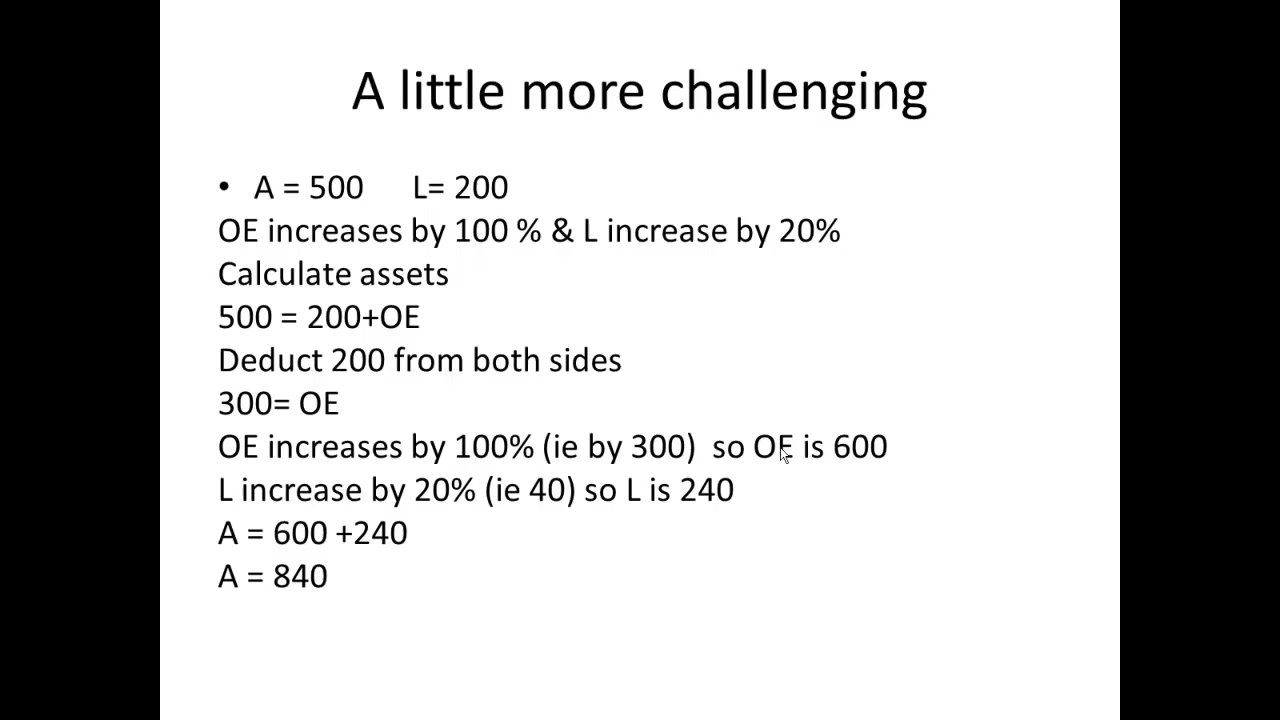 A little more challenging
• A = 500 L= 200
OE increases by 100 % & L increase by 20%
Calculate assets
500 = 200+OE
Deduct 200 from both sides
300= OE
OE increases by 100% (ie by 300) so OE is 600
L increase by 20% (ie 40) so L is 240
A = 600 +240
A = 840